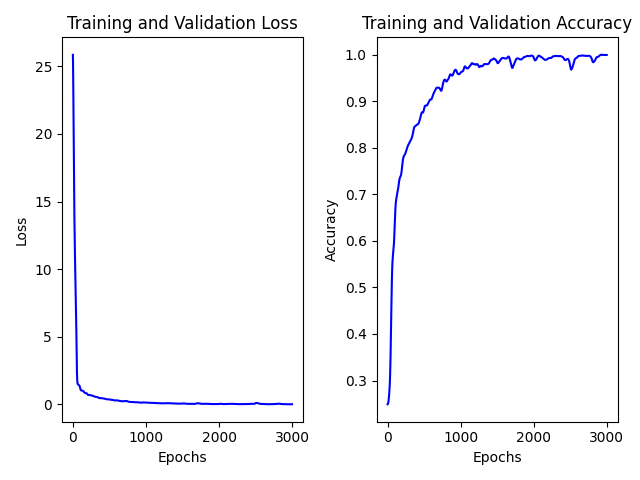 Training and Validation Loss
25
20
15
10
5
0
0 1000 2000 3000
Loss
Epochs
Training and Validation Accuracy
1.0
0.9
0.8
0.7
0.6
0.5
0.4
0.3
0 1000 2000 3000
Accuracy
Epochs